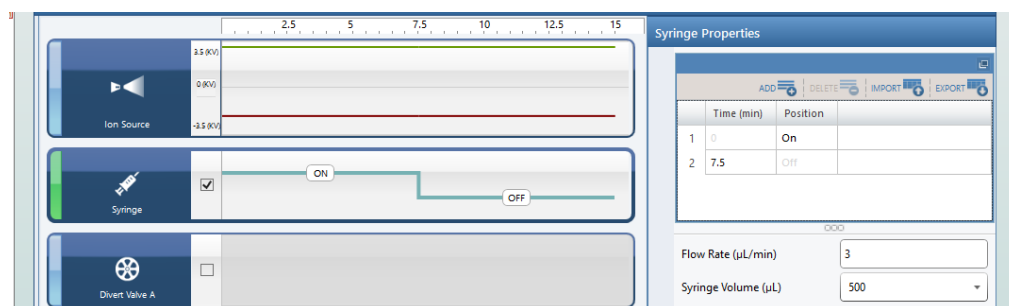 2.5 5 7.5 10 12.5 15
Syringe Properties
3.5 (KV)
0 (KV)
-3.5 (KV)
Ion Source
ADD DELETE IMPORT EXPORT
Time (min) Position
1 0 On
2 7.5 Off
ON
OFF
Syringe
Flow Rate (µL/min) 3
Syringe Volume (µL) 500
Divert Valve A